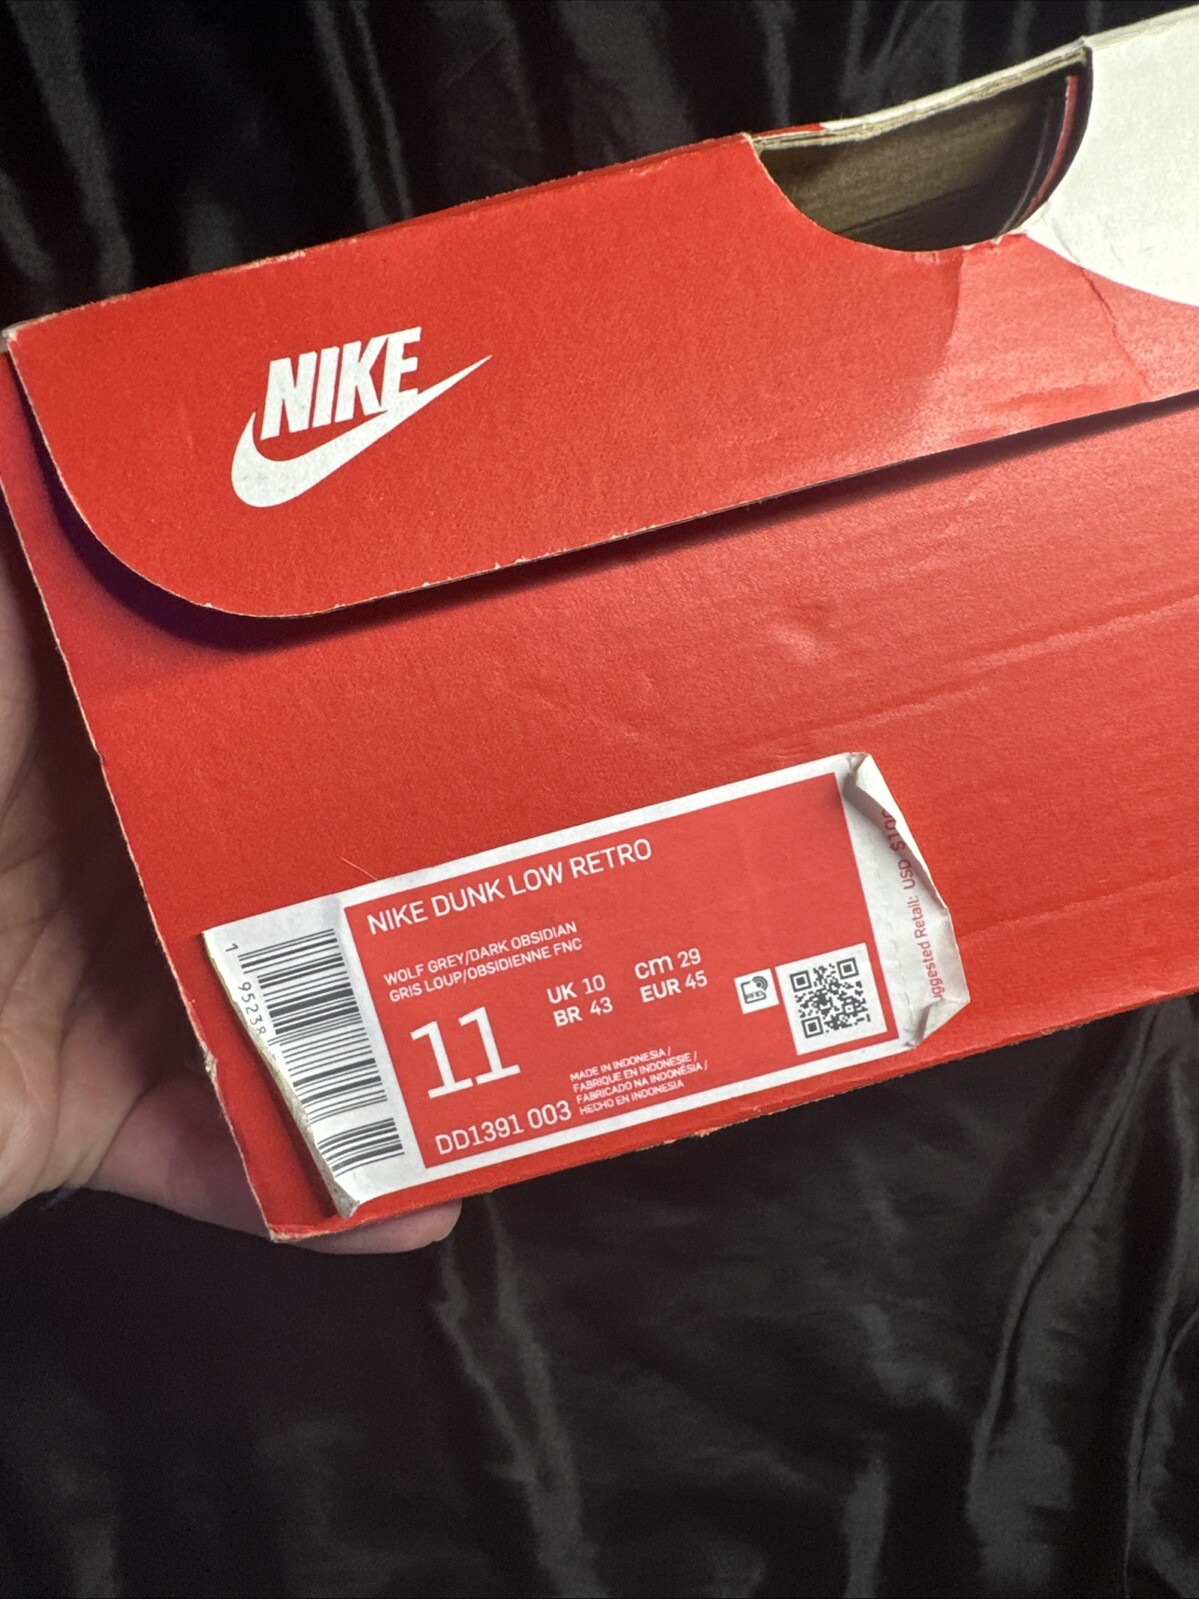 NIKE
NIKE DUNK LOW RETRO
WOLF GREY/DARK OBSIDIAN
GRIS LOUP/OBSIDIENNE FNC
11
UK 10
BR 43
cm 29
EUR 45
DD1391 003
MADE IN INDONESIA /
FABRIQUE EN INDONESIE /
FABRICADO NA INDONÉSIA /
HECHO EN INDONESIA
1 95238
Retail: USD $100